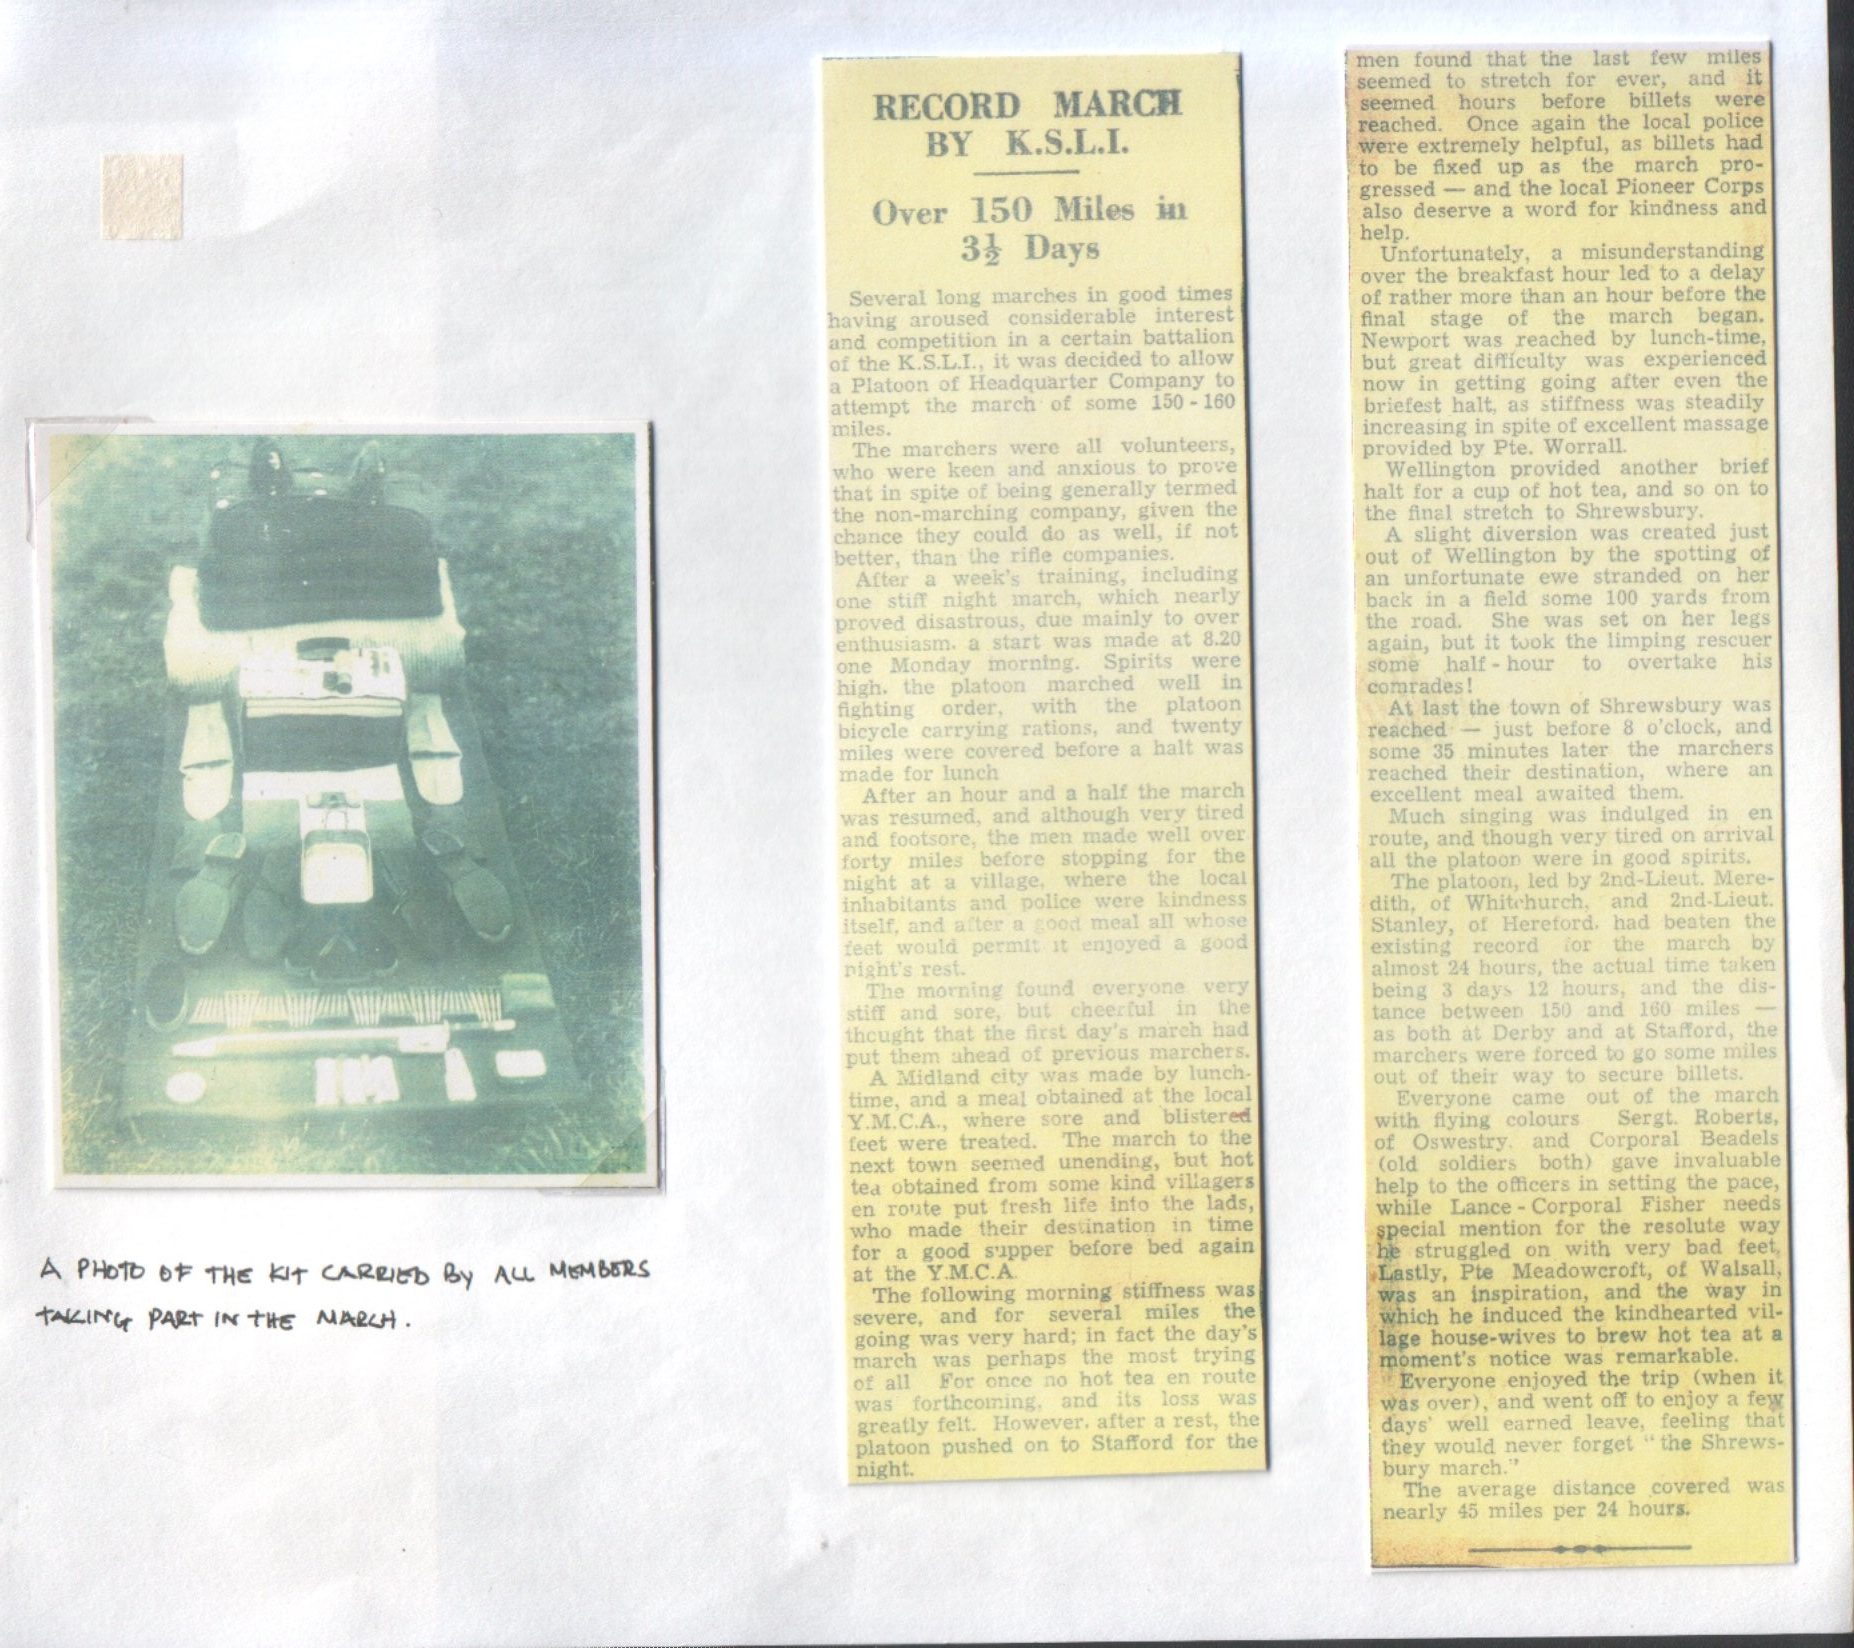 RECORD MARCH
BY K.S.L.I.
Over 150 Miles in
3½ Days
Several long marches in good times
having aroused considerable interest
and competition in a certain battalion
of the K.S.L.I., it was decided to allow
a Platoon of Headquarter Company to
attempt the march of some 150-160
miles.
The marchers were all volunteers,
who were keen and anxious to prove
that in spite of being generally termed
the non-marching company, given the
chance they could do as well, if not
better, than the rifle companies.
After a week's training, including
one stiff night march, which nearly
proved disastrous, due mainly to over
enthusiasm. a start was made at 8.20
one Monday morning. Spirits were
high. the platoon marched well in
fighting order, with the platoon
bicycle carrying rations, and twenty
miles were covered before a halt was
made for lunch
After an hour and a half the march
was resumed, and although very tired
and footsore, the men made well over
forty miles before stopping for the
night at a village, where the local
inhabitants and police were kindness
itself, and after a good meal all whose
feet would permit it enjoyed a good
night's rest.
The morning found everyone very
stiff and sore, but cheerful in the
thought that the first day's march had
put them ahead of previous marchers.
A Midland city was made by lunch-
time, and a meal obtained at the local
Y.M.C.A., where sore and blistered
feet were treated. The march to the
next town seemed unending, but hot
tea obtained from some kind villagers
en route put fresh life into the lads,
who made their destination in time
for a good supper before bed again
at the Y.M.C.A.
The following morning stiffness was
severe, and for several miles the
going was very hard; in fact the day's
march was perhaps the most trying
of all For once no hot tea en route
was forthcoming, and its loss was
greatly felt. However. after a rest, the
platoon pushed on to Stafford for the
night.
men found that the last few miles
seemed to stretch for ever, and it
seemed hours before billets were
reached. Once again the local police
were extremely helpful, as billets had
to be fixed up as the march pro-
gressed — and the local Pioneer Corps
also deserve a word for kindness and
help.
Unfortunately, a misunderstanding
over the breakfast hour led to a delay
of rather more than an hour before the
final stage of the march began.
Newport was reached by lunch-time,
but great difficulty was experienced
now in getting going after even the
briefest halt, as stiffness was steadily
increasing in spite of excellent massage
provided by Pte. Worrall.
Wellington provided another brief
halt for a cup of hot tea, and so on to
the final stretch to Shrewsbury.
A slight diversion was created just
out of Wellington by the spotting of
an unfortunate ewe stranded on her
back in a field some 100 yards from
the road. She was set on her legs
again, but it took the limping rescuer
some half-hour to overtake his
comrades!
At last the town of Shrewsbury was
reached — just before 8 o'clock, and
some 35 minutes later the marchers
reached their destination, where an
excellent meal awaited them.
Much singing was indulged in en
route, and though very tired on arrival
all the platoon were in good spirits.
The platoon, led by 2nd-Lieut. Mere-
dith, of Whitchurch, and 2nd-Lieut.
Stanley, of Hereford. had beaten the
existing record for the march by
almost 24 hours, the actual time taken
being 3 days 12 hours, and the dis-
tance between 150 and 160 miles —
as both at Derby and at Stafford, the
marchers were forced to go some miles
out of their way to secure billets.
Everyone came out of the march
with flying colours Sergt. Roberts,
of Oswestry. and Corporal Beadels
(old soldiers both) gave invaluable
help to the officers in setting the pace,
while Lance-Corporal Fisher needs
special mention for the resolute way
he struggled on with very bad feet.
Lastly, Pte Meadowcroft, of Walsall,
was an inspiration, and the way in
which he induced the kindhearted vil-
lage house-wives to brew hot tea at a
moment's notice was remarkable.
Everyone enjoyed the trip (when it
was over), and went off to enjoy a few
days' well earned leave, feeling that
they would never forget "the Shrews-
bury march."
The average distance covered was
nearly 45 miles per 24 hours.
A PHOTO OF THE KIT CARRIED BY ALL MEMBERS
TAKING PART IN THE MARCH.